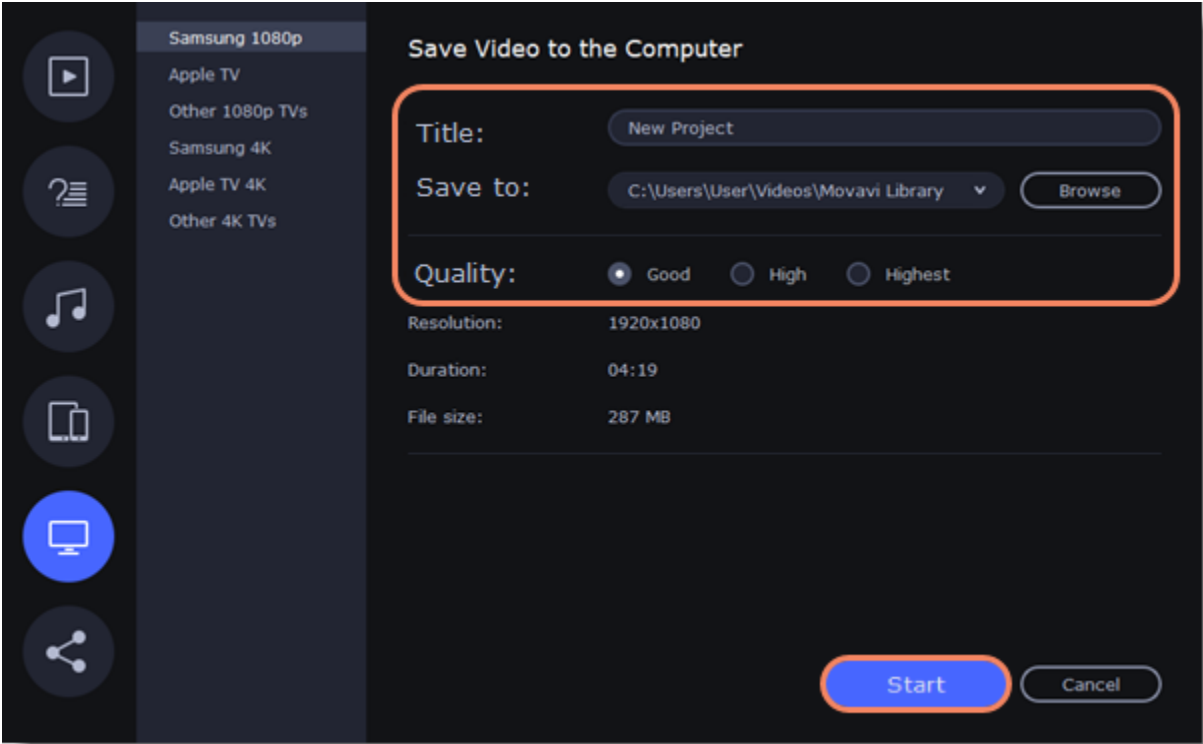 Samsung 1080p
Apple TV
Other 1080p TVs
Samsung 4K
Apple TV 4K
Other 4K TVs
Save Video to the Computer
Title: New Project
Save to: C:\Users\User\Videos\Movavi Library Browse
Quality: Good High Highest
Resolution: 1920x1080
Duration: 04:19
File size: 287 MB
Start Cancel